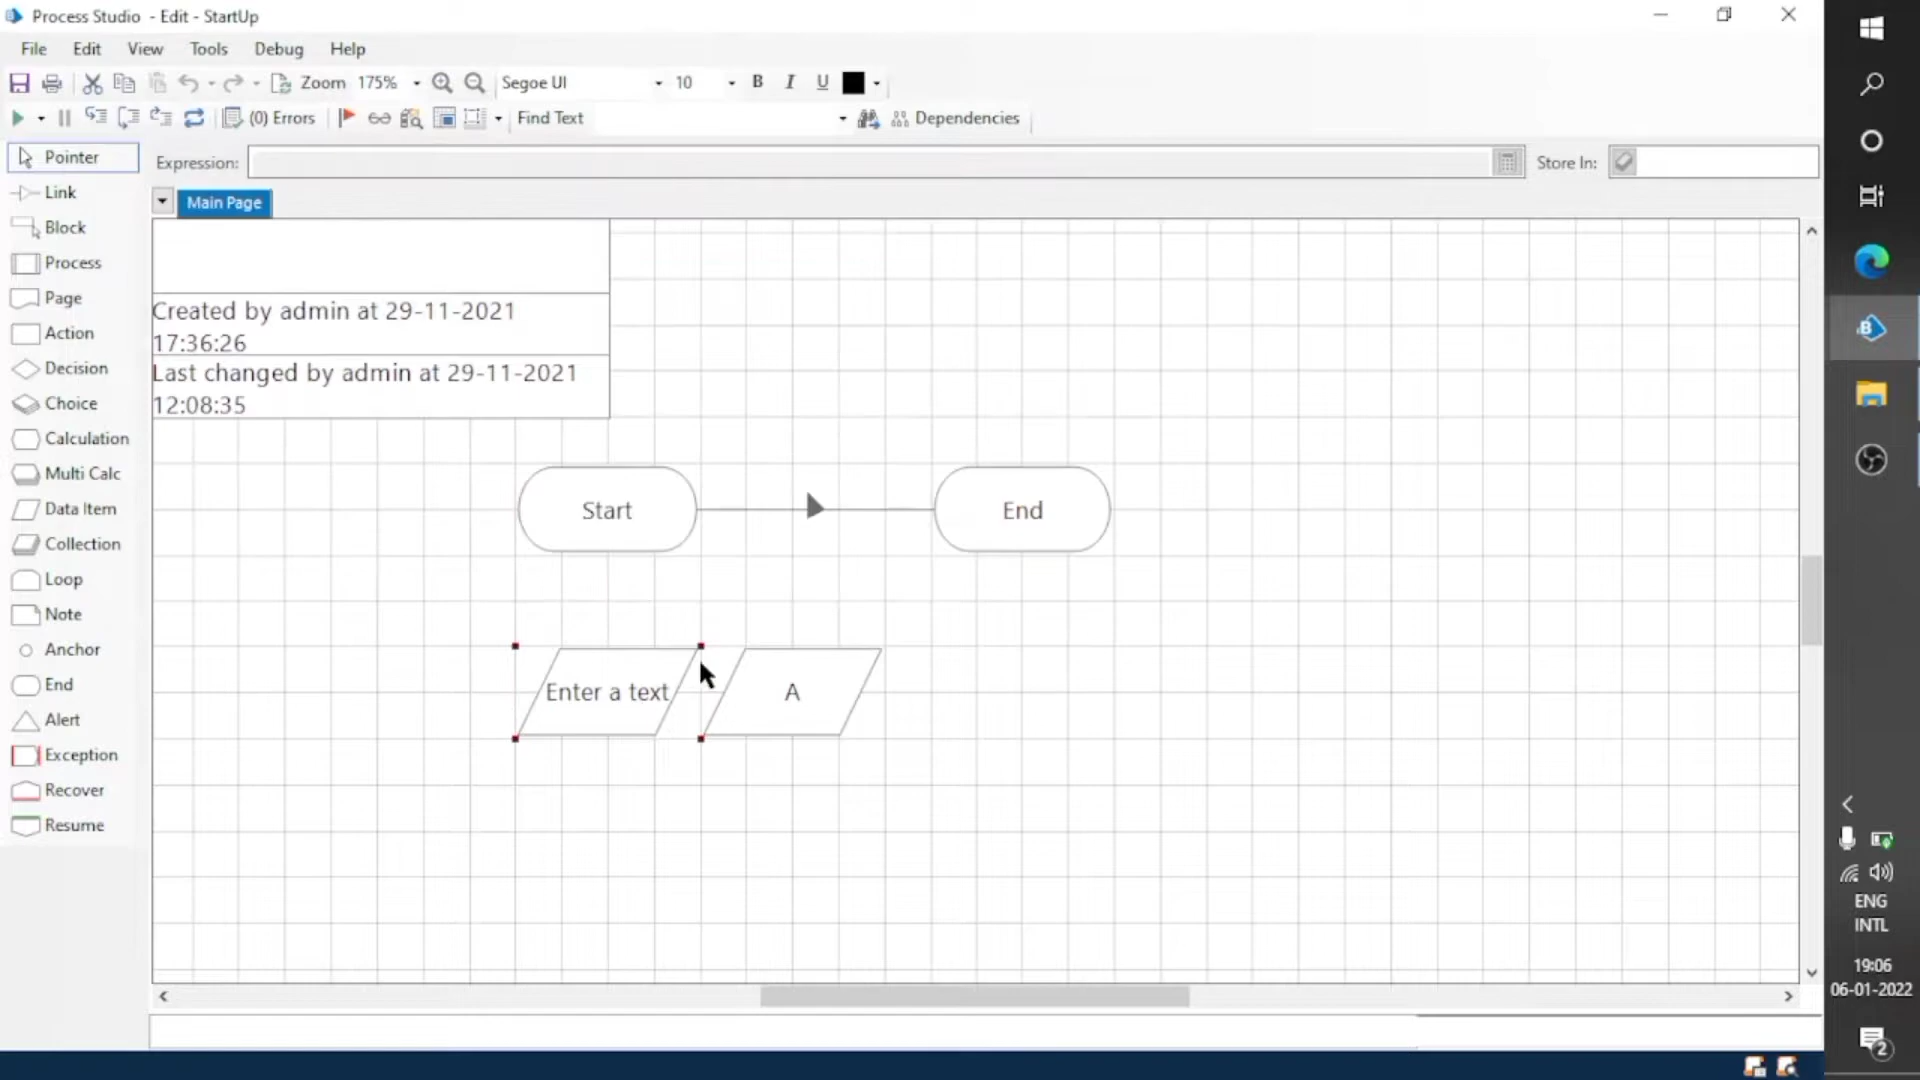 Process Studio - Edit - StartUp
File Edit View Tools Debug Help
Zoom 175% Segoe UI 10 B I U
(0) Errors Find Text Dependencies
Pointer
Expression: Store In:
Link
Main Page
Block
Process
Page
Action
Decision
Choice
Calculation
Multi Calc
Data Item
Collection
Loop
Note
Anchor
End
Alert
Exception
Recover
Resume
Created by admin at 29-11-2021
17:36:26
Last changed by admin at 29-11-2021
12:08:35
Start
End
Enter a text
A
B
ENG
INTL
19:06
06-01-2022
2